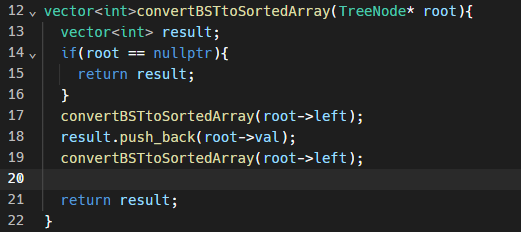 12 vector<int>convertBSTtoSortedArray(TreeNode* root){
13 vector<int> result;
14 if(root == nullptr){
15 return result;
16 }
17 convertBSTtoSortedArray(root->left);
18 result.push_back(root->val);
19 convertBSTtoSortedArray(root->left);
20
21 return result;
22 }